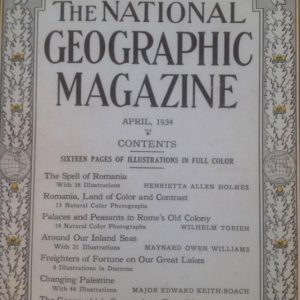 The NATIONAL
GEOGRAPHIC
MAGAZINE
APRIL, 1934
CONTENTS
SIXTEEN PAGES OF ILLUSTRATIONS IN FULL COLOR
The Spell of Romania
With 38 Illustrations HENRIETTA ALLEN HOLMES
Romania, Land of Color and Contrast
13 Natural Color Photographs
Palaces and Peasants in Rome's Old Colony
14 Natural Color Photographs WILHELM TOBIEN
Around Our Inland Seas
With 31 Illustrations MAYNARD OWEN WILLIAMS
Freighters of Fortune on Our Great Lakes
8 Illustrations in Duotone
Changing Palestine
With 44 Illustrations MAJOR EDWARD KEITH-ROACH